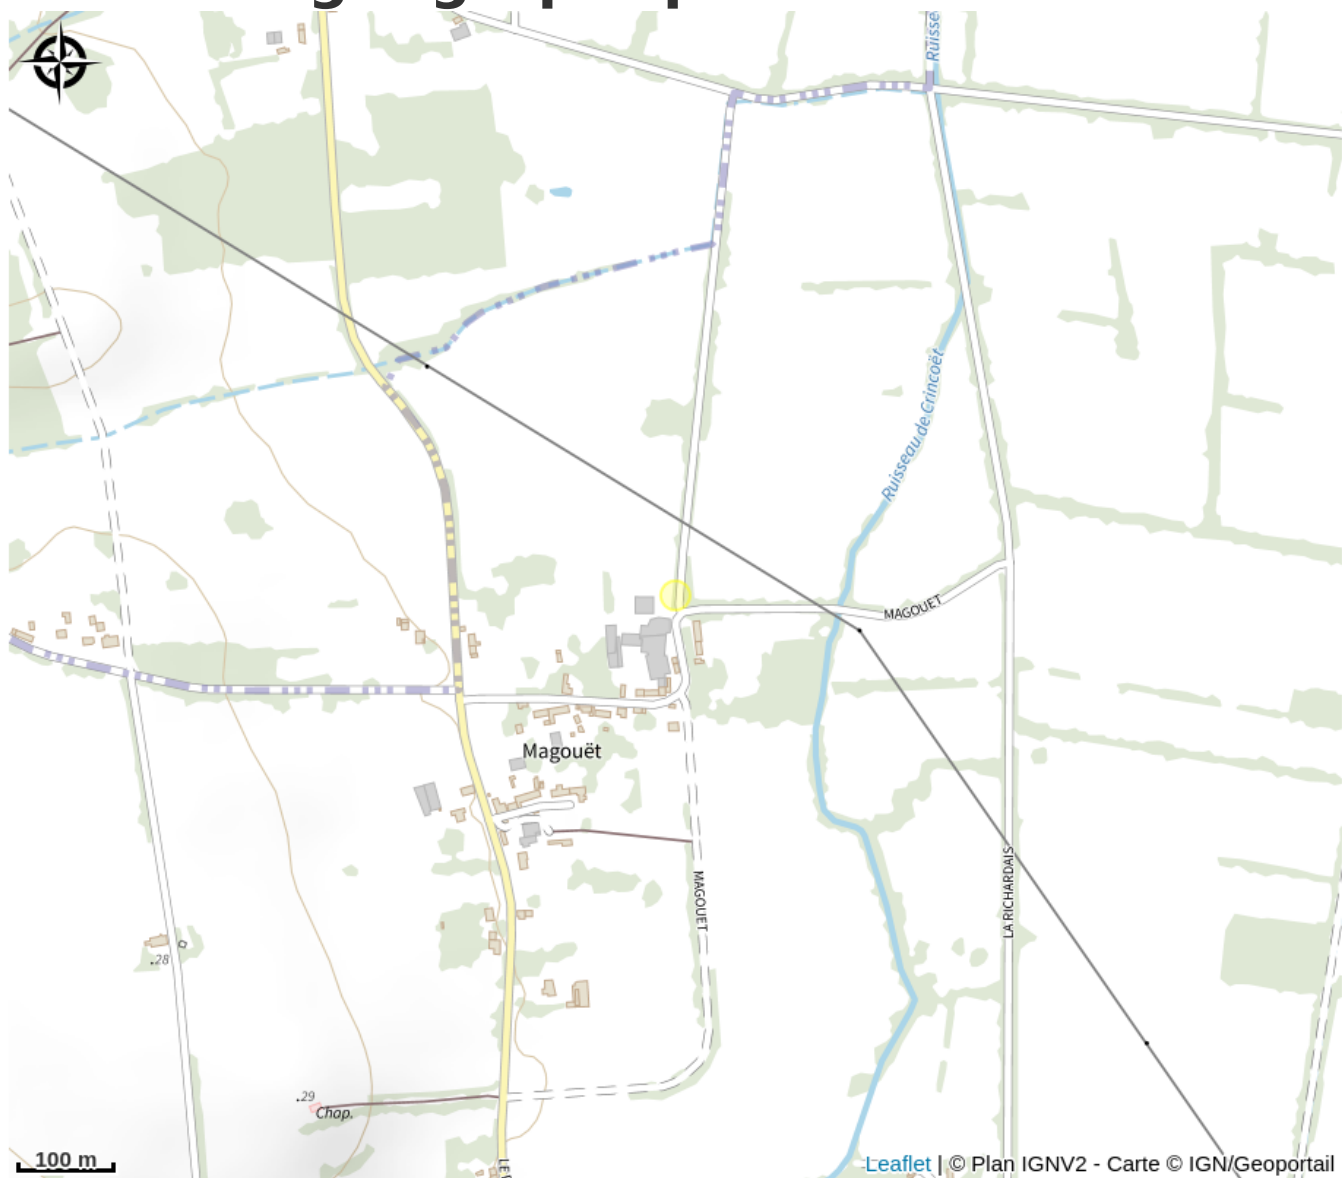 Ruisse
Ruisseau de Crincoët
MAGOUET
Magouët
MAGOUET
LA RICHARDAIS
.28
.29
Chap.
100 m
LE
Leaflet | © Plan IGNV2 - Carte © IGN/Geoportail